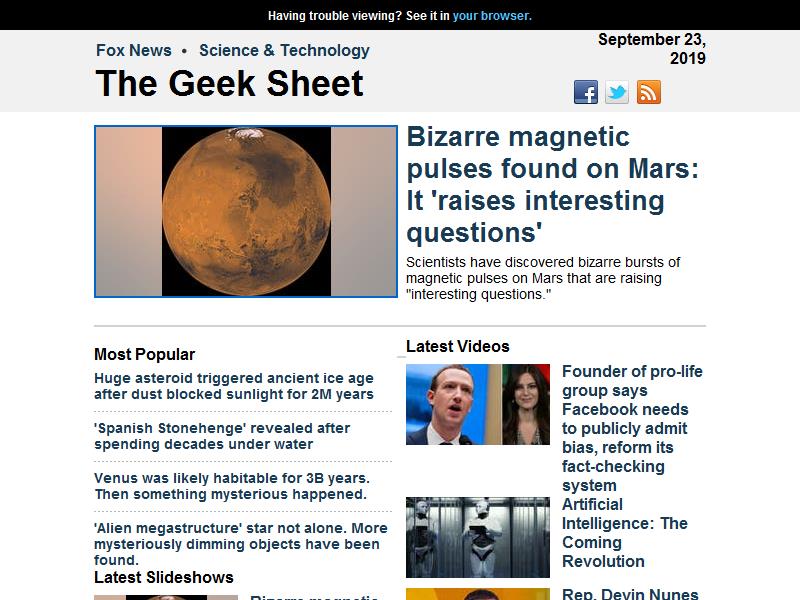 Having trouble viewing? See it in your browser.
Fox News • Science & Technology
The Geek Sheet
September 23,
2019
Bizarre magnetic
pulses found on Mars:
It 'raises interesting
questions'
Scientists have discovered bizarre bursts of
magnetic pulses on Mars that are raising
"interesting questions."
Most Popular
Huge asteroid triggered ancient ice age
after dust blocked sunlight for 2M years
'Spanish Stonehenge' revealed after
spending decades under water
Venus was likely habitable for 3B years.
Then something mysterious happened.
'Alien megastructure' star not alone. More
mysteriously dimming objects have been
found.
Latest Slideshows
Bizarre magnetic
Latest Videos
Founder of pro-life
group says
Facebook needs
to publicly admit
bias, reform its
fact-checking
system
Artificial
Intelligence: The
Coming
Revolution
Rep. Devin Nunes